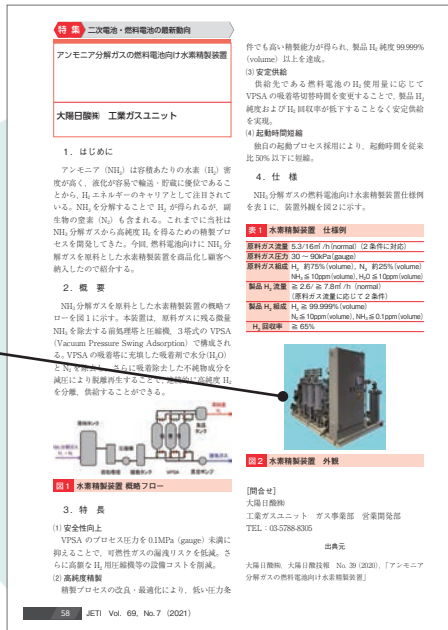 特 集 二次電池・燃料電池の最新動向
アンモニア分解ガスの燃料電池向け水素精製装置
大陽日酸㈱ 工業ガスユニット
1. はじめに
アンモニア（NH₃）は容積あたりの水素（H₂）密
度が高く、液化が容易で輸送・貯蔵に優位であるこ
とから、H₂エネルギーのキャリアとして注目されて
いる。NH₃を分解することで H₂ が得られるが、副
生物の窒素（N₂）も含まれる。これまでに当社は
NH₃分解ガスから高純度 H₂を得るための精製プロ
セスを開発してきた。今回、燃料電池向けに NH₃分
解ガスを原料とした水素精製装置を商品化し顧客へ
納入したので紹介する。
2. 概 要
NH₃分解ガスを原料とした水素精製装置の概略フ
ローを図1に示す。本装置は、原料ガスに残る微量
NH₃を除去する前処理塔と圧縮機、3塔式の VPSA
（Vacuum Pressure Swing Adsorption）で構成され
る。VPSAの吸着塔に充填した吸着剤で水分(H₂O)
と N₂を除去し、さらに吸着除去した不純物成分を
減圧により脱離再生することで、連続的に高純度 H₂
を分離、供給することができる。
VPSA
図1 水素精製装置 概略フロー
3. 特 長
(1) 安全性向上
VPSA のプロセス圧力を0.1MPa（gauge）未満に
抑えることで、可燃性ガスの漏洩リスクを低減。さ
らに高価な H₂ 用圧縮機等の設備コストを削減。
(2) 高純度精製
精製プロセスの改良・最適化により、低い圧力条
件でも高い精製能力が得られ、製品 H₂ 純度 99.999%
（volume）以上を達成。
(3) 安定供給
供給先である燃料電池の H₂ 使用量に応じて
VPSA の吸着塔切替時間を変更することで、製品 H₂
純度および H₂ 回収率が低下することなく安定供給
を実現。
(4) 起動時間短縮
独自の起動プロセス採用により、起動時間を従来
比 50% 以下に短縮。
4. 仕 様
NH₃分解ガスの燃料電池向け水素精製装置仕様例
を表1に、装置外観を図2に示す。
表1 水素精製装置 仕様例
原料ガス流量 5.3/16㎥/h (normal)（2 条件に対応）
原料ガス圧力 30 ～ 90kPa(gauge)
原料ガス組成 H₂ 約75%(volume)、N₂ 約25%(volume)
NH₃≦10ppm(volume)、H₂O≦10ppm(volume)
製品 H₂ 流量 ≧ 2.6/≧ 7.8㎥/h (normal)
(原料ガス流量に応じて 2 条件)
製品 H₂ 組成 H₂ ≧ 99.999%(volume)
N₂≦10ppm(volume)、NH₃≦0.1ppm(volume)
H₂ 回収率 ≧ 65%
図2 水素精製装置 外観
[問合せ]
大陽日酸㈱
工業ガスユニット ガス事業部 営業開発部
TEL：03-5788-8305
出典元
大陽日酸㈱、大陽日酸技報 No. 39 (2020)、「アンモニア
分解ガスの燃料電池向け水素精製装置」
58 JETI Vol. 69, No. 7 (2021)